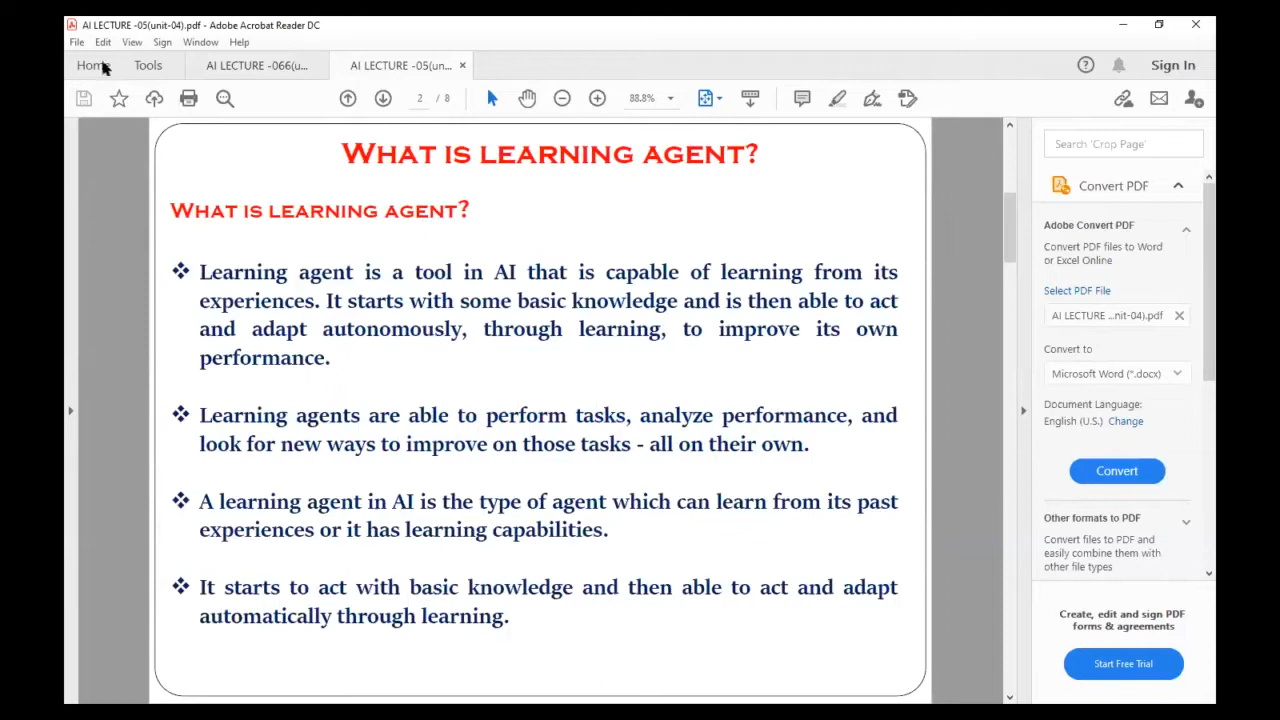 AI LECTURE -05(unit-04).pdf - Adobe Acrobat Reader DC
File Edit View Sign Window Help
Home Tools AI LECTURE -066(u... AI LECTURE -05(un... × Sign In
2 / 8 88.8%
WHAT IS LEARNING AGENT?
WHAT IS LEARNING AGENT?
❖ Learning agent is a tool in AI that is capable of learning from its
experiences. It starts with some basic knowledge and is then able to act
and adapt autonomously, through learning, to improve its own
performance.
❖ Learning agents are able to perform tasks, analyze performance, and
look for new ways to improve on those tasks - all on their own.
❖ A learning agent in AI is the type of agent which can learn from its past
experiences or it has learning capabilities.
❖ It starts to act with basic knowledge and then able to act and adapt
automatically through learning.
Search 'Crop Page'
Convert PDF
Adobe Convert PDF
Convert PDF files to Word
or Excel Online
Select PDF File
AI LECTURE ...nit-04).pdf
Convert to
Microsoft Word (*.docx)
Document Language:
English (U.S.) Change
Convert
Other formats to PDF
Convert files to PDF and
easily combine them with
other file types
Create, edit and sign PDF
forms & agreements
Start Free Trial